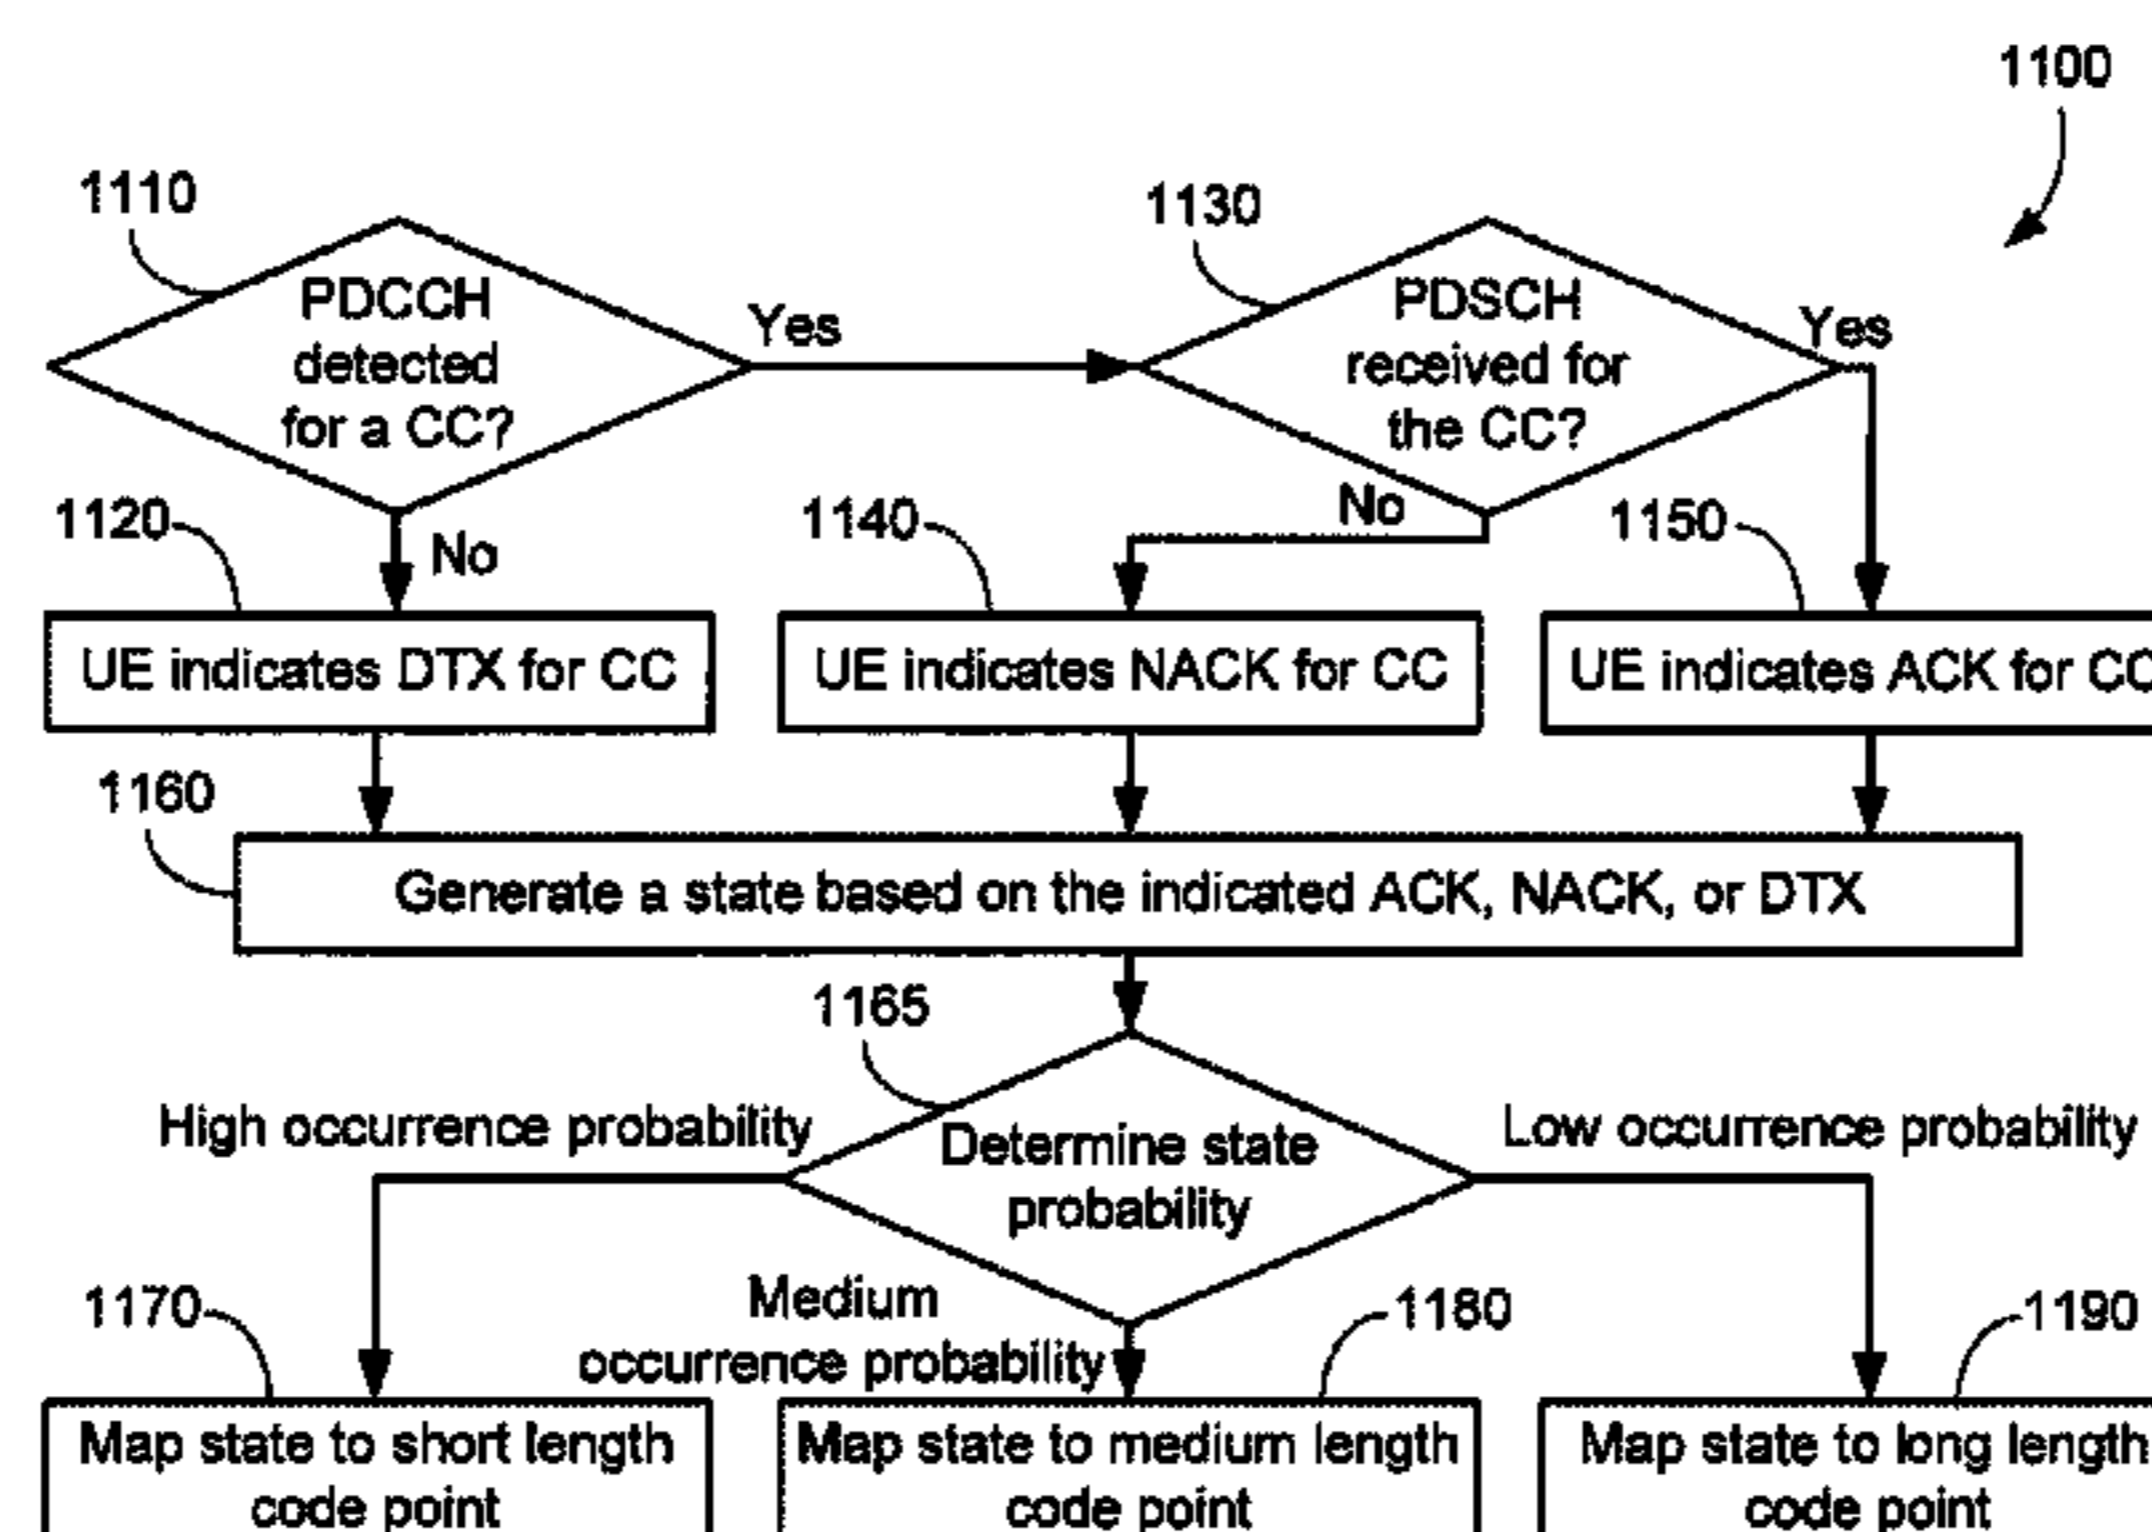 1100
1110
1130
PDCCH
detected
for a CC?
Yes
PDSCH
received for
the CC?
Yes
1120
No
1140
No
1150
UE indicates DTX for CC
UE indicates NACK for CC
UE indicates ACK for CC
1160
Generate a state based on the indicated ACK, NACK, or DTX
1165
High occurrence probability
Determine state
probability
Low occurrence probability
1170
Medium
occurrence probability
1180
1190
Map state to short length
code point
Map state to medium length
code point
Map state to long length
code point